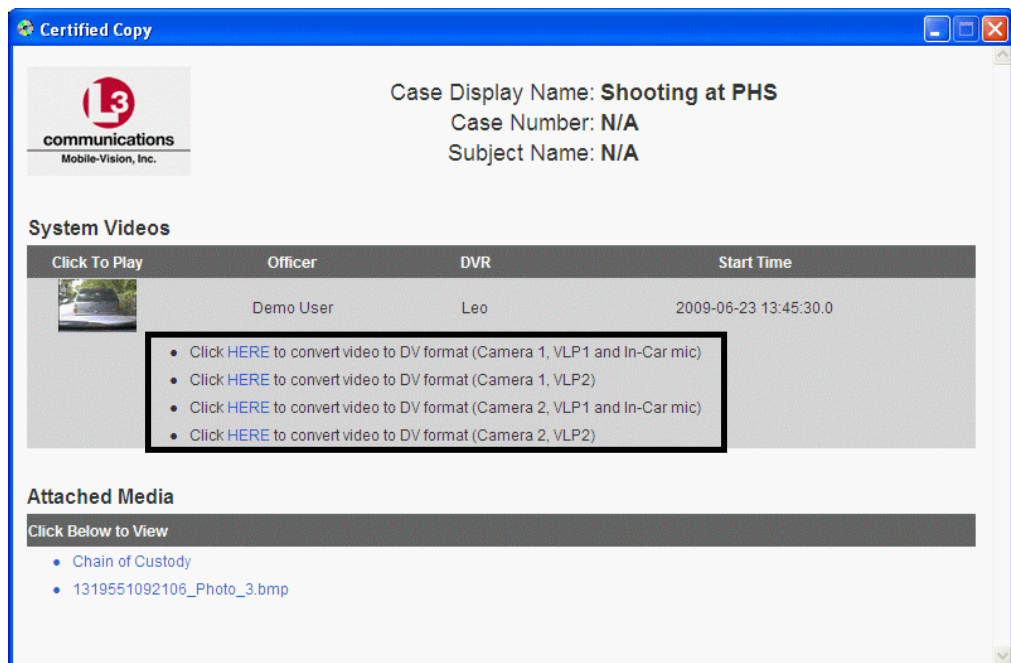 Certified Copy
L3
communications
Mobile-Vision, Inc.
Case Display Name: Shooting at PHS
Case Number: N/A
Subject Name: N/A
System Videos
Click To Play Officer DVR Start Time
Demo User Leo 2009-06-23 13:45:30.0
• Click HERE to convert video to DV format (Camera 1, VLP1 and In-Car mic)
• Click HERE to convert video to DV format (Camera 1, VLP2)
• Click HERE to convert video to DV format (Camera 2, VLP1 and In-Car mic)
• Click HERE to convert video to DV format (Camera 2, VLP2)
Attached Media
Click Below to View
• Chain of Custody
• 1319551092106_Photo_3.bmp